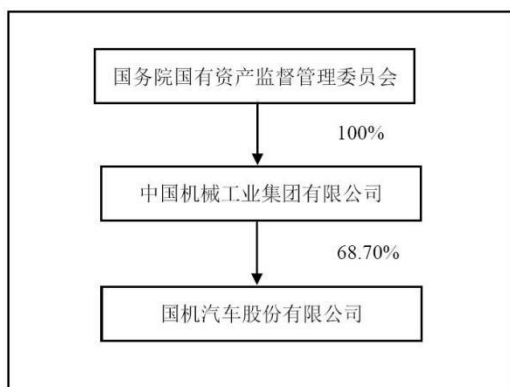 国务院国有资产监督管理委员会
100%
中国机械工业集团有限公司
68.70%
国机汽车股份有限公司